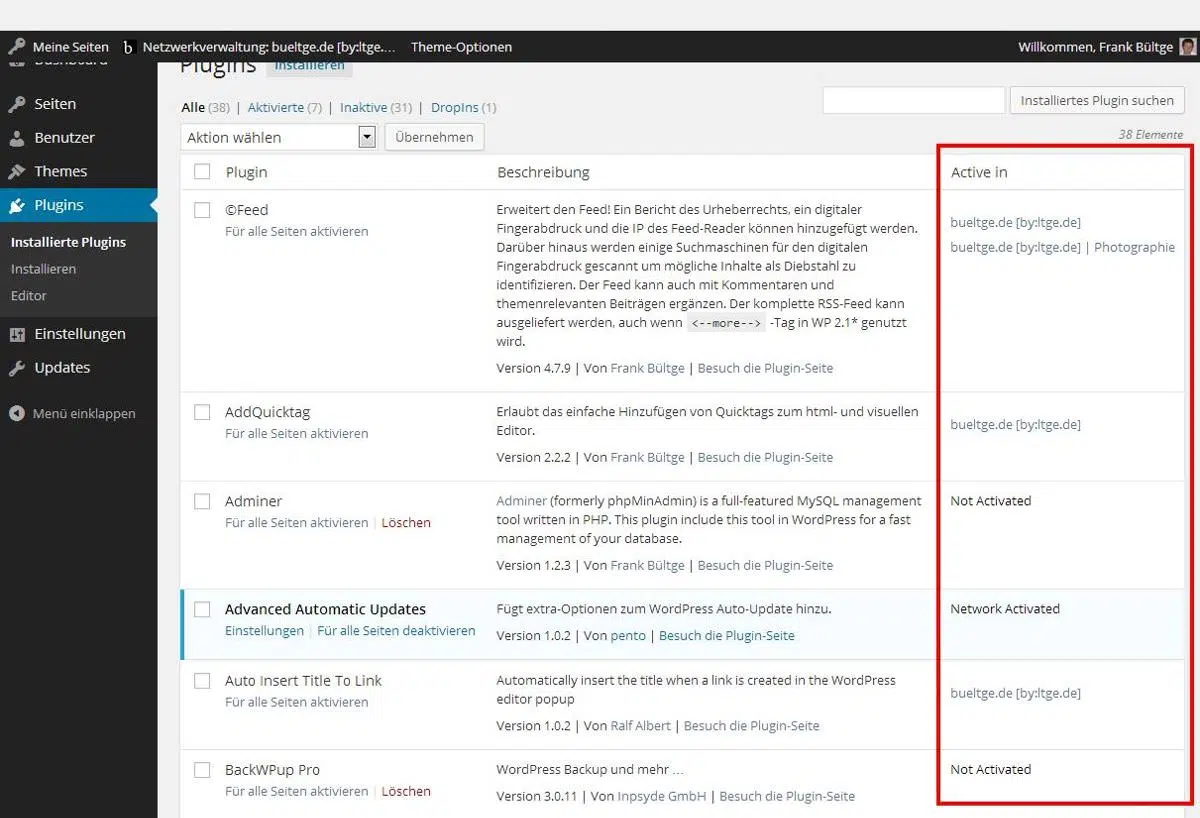 Meine Seiten
Netzwerkverwaltung: bueltge.de [by:ltge....
Theme-Optionen
Willkommen, Frank Bültge
Dashboard
Seiten
Benutzer
Themes
Plugins
Installierte Plugins
Installieren
Editor
Einstellungen
Updates
Menü einklappen
Plugins Installieren
Alle (38) | Aktivierte (7) | Inaktive (31) | DropIns (1)
Installiertes Plugin suchen
Aktion wählen
Übernehmen
38 Elemente
Plugin
Beschreibung
Active in
©Feed
Für alle Seiten aktivieren
Erweitert den Feed! Ein Bericht des Urheberrechts, ein digitaler
Fingerabdruck und die IP des Feed-Reader können hinzugefügt werden.
Darüber hinaus werden einige Suchmaschinen für den digitalen
Fingerabdruck gescannt um mögliche Inhalte als Diebstahl zu
identifizieren. Der Feed kann auch mit Kommentaren und
themenrelevanten Beiträgen ergänzen. Der komplette RSS-Feed kann
ausgeliefert werden, auch wenn <--more--> -Tag in WP 2.1* genutzt
wird.
Version 4.7.9 | Von Frank Bültge | Besuch die Plugin-Seite
bueltge.de [by:ltge.de]
bueltge.de [by:ltge.de] | Photographie
AddQuicktag
Für alle Seiten aktivieren
Erlaubt das einfache Hinzufügen von Quicktags zum html- und visuellen
Editor.
Version 2.2.2 | Von Frank Bültge | Besuch die Plugin-Seite
bueltge.de [by:ltge.de]
Adminer
Für alle Seiten aktivieren | Löschen
Adminer (formerly phpMinAdmin) is a full-featured MySQL management
tool written in PHP. This plugin include this tool in WordPress for a fast
management of your database.
Version 1.2.3 | Von Frank Bültge | Besuch die Plugin-Seite
Not Activated
Advanced Automatic Updates
Einstellungen | Für alle Seiten deaktivieren
Fügt extra-Optionen zum WordPress Auto-Update hinzu.
Version 1.0.2 | Von pento | Besuch die Plugin-Seite
Network Activated
Auto Insert Title To Link
Für alle Seiten aktivieren
Automatically insert the title when a link is created in the WordPress
editor popup
Version 1.0.2 | Von Ralf Albert | Besuch die Plugin-Seite
bueltge.de [by:ltge.de]
BackWPup Pro
Für alle Seiten aktivieren | Löschen
WordPress Backup und mehr ...
Version 3.0.11 | Von Inpsyde GmbH | Besuch die Plugin-Seite
Not Activated